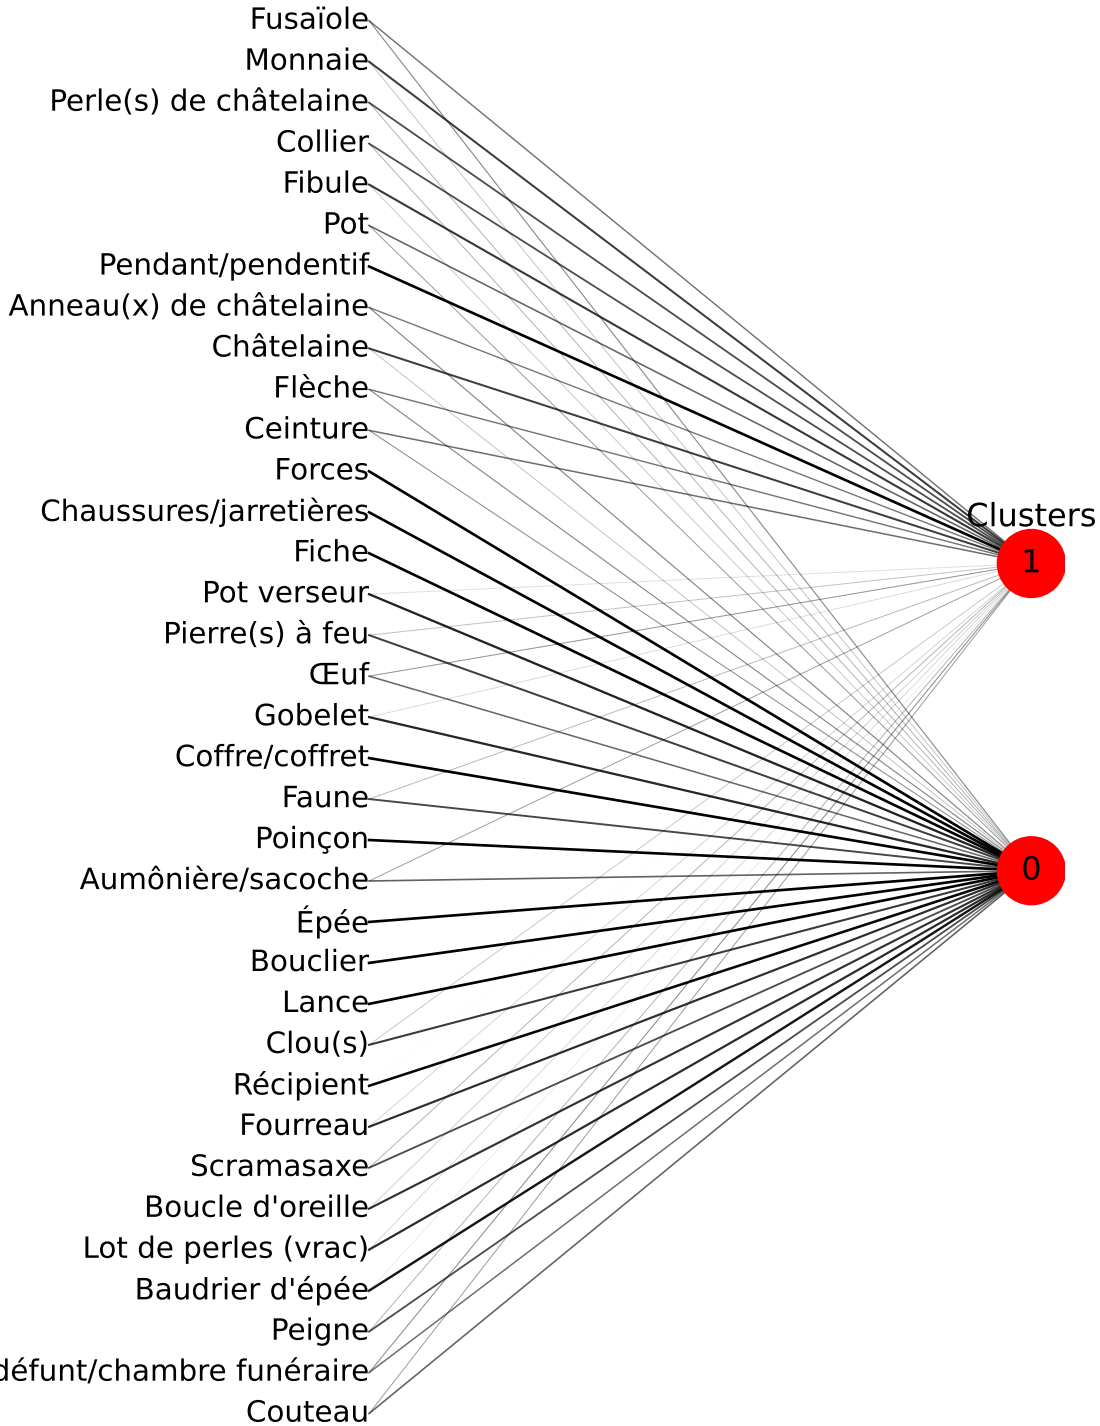 Fusaïole
Monnaie
Perle(s) de châtelaine
Collier
Fibule
Pot
Pendant/pendentif
Anneau(x) de châtelaine
Châtelaine
Flèche
Ceinture
Forces
Chaussures/jarretières
Fiche
Pot verseur
Pierre(s) à feu
Œuf
Gobelet
Coffre/coffret
Faune
Poinçon
Aumônière/sacoche
Épée
Bouclier
Lance
Clou(s)
Récipient
Fourreau
Scramasaxe
Boucle d'oreille
Lot de perles (vrac)
Baudrier d'épée
Peigne
défunt/chambre funéraire
Couteau
Clusters
1
0